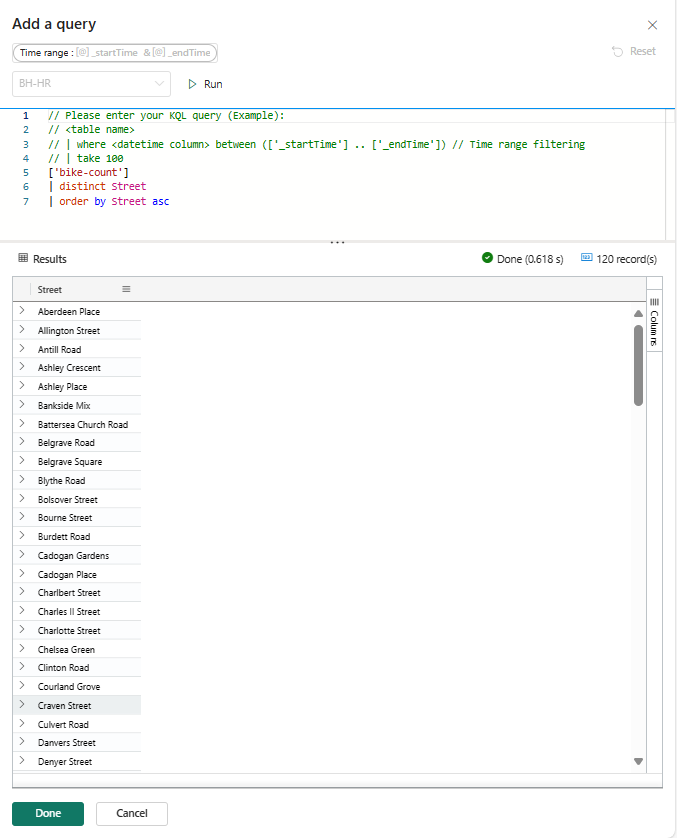 Add a query
Time range : [@] _startTime & [@] _endTime
Reset
BH-HR
Run
1 // Please enter your KQL query (Example):
2 // <table name>
3 // | where <datetime column> between (['_startTime'] .. ['_endTime']) // Time range filtering
4 // | take 100
5 ['bike-count']
6 | distinct Street
7 | order by Street asc
Results
Done (0.618 s)
120 record(s)
Street
Columns
Aberdeen Place
Allington Street
Antill Road
Ashley Crescent
Ashley Place
Bankside Mix
Battersea Church Road
Belgrave Road
Belgrave Square
Blythe Road
Bolsover Street
Bourne Street
Burdett Road
Cadogan Gardens
Cadogan Place
Charlbert Street
Charles II Street
Charlotte Street
Chelsea Green
Clinton Road
Courland Grove
Craven Street
Culvert Road
Danvers Street
Denyer Street
Done
Cancel